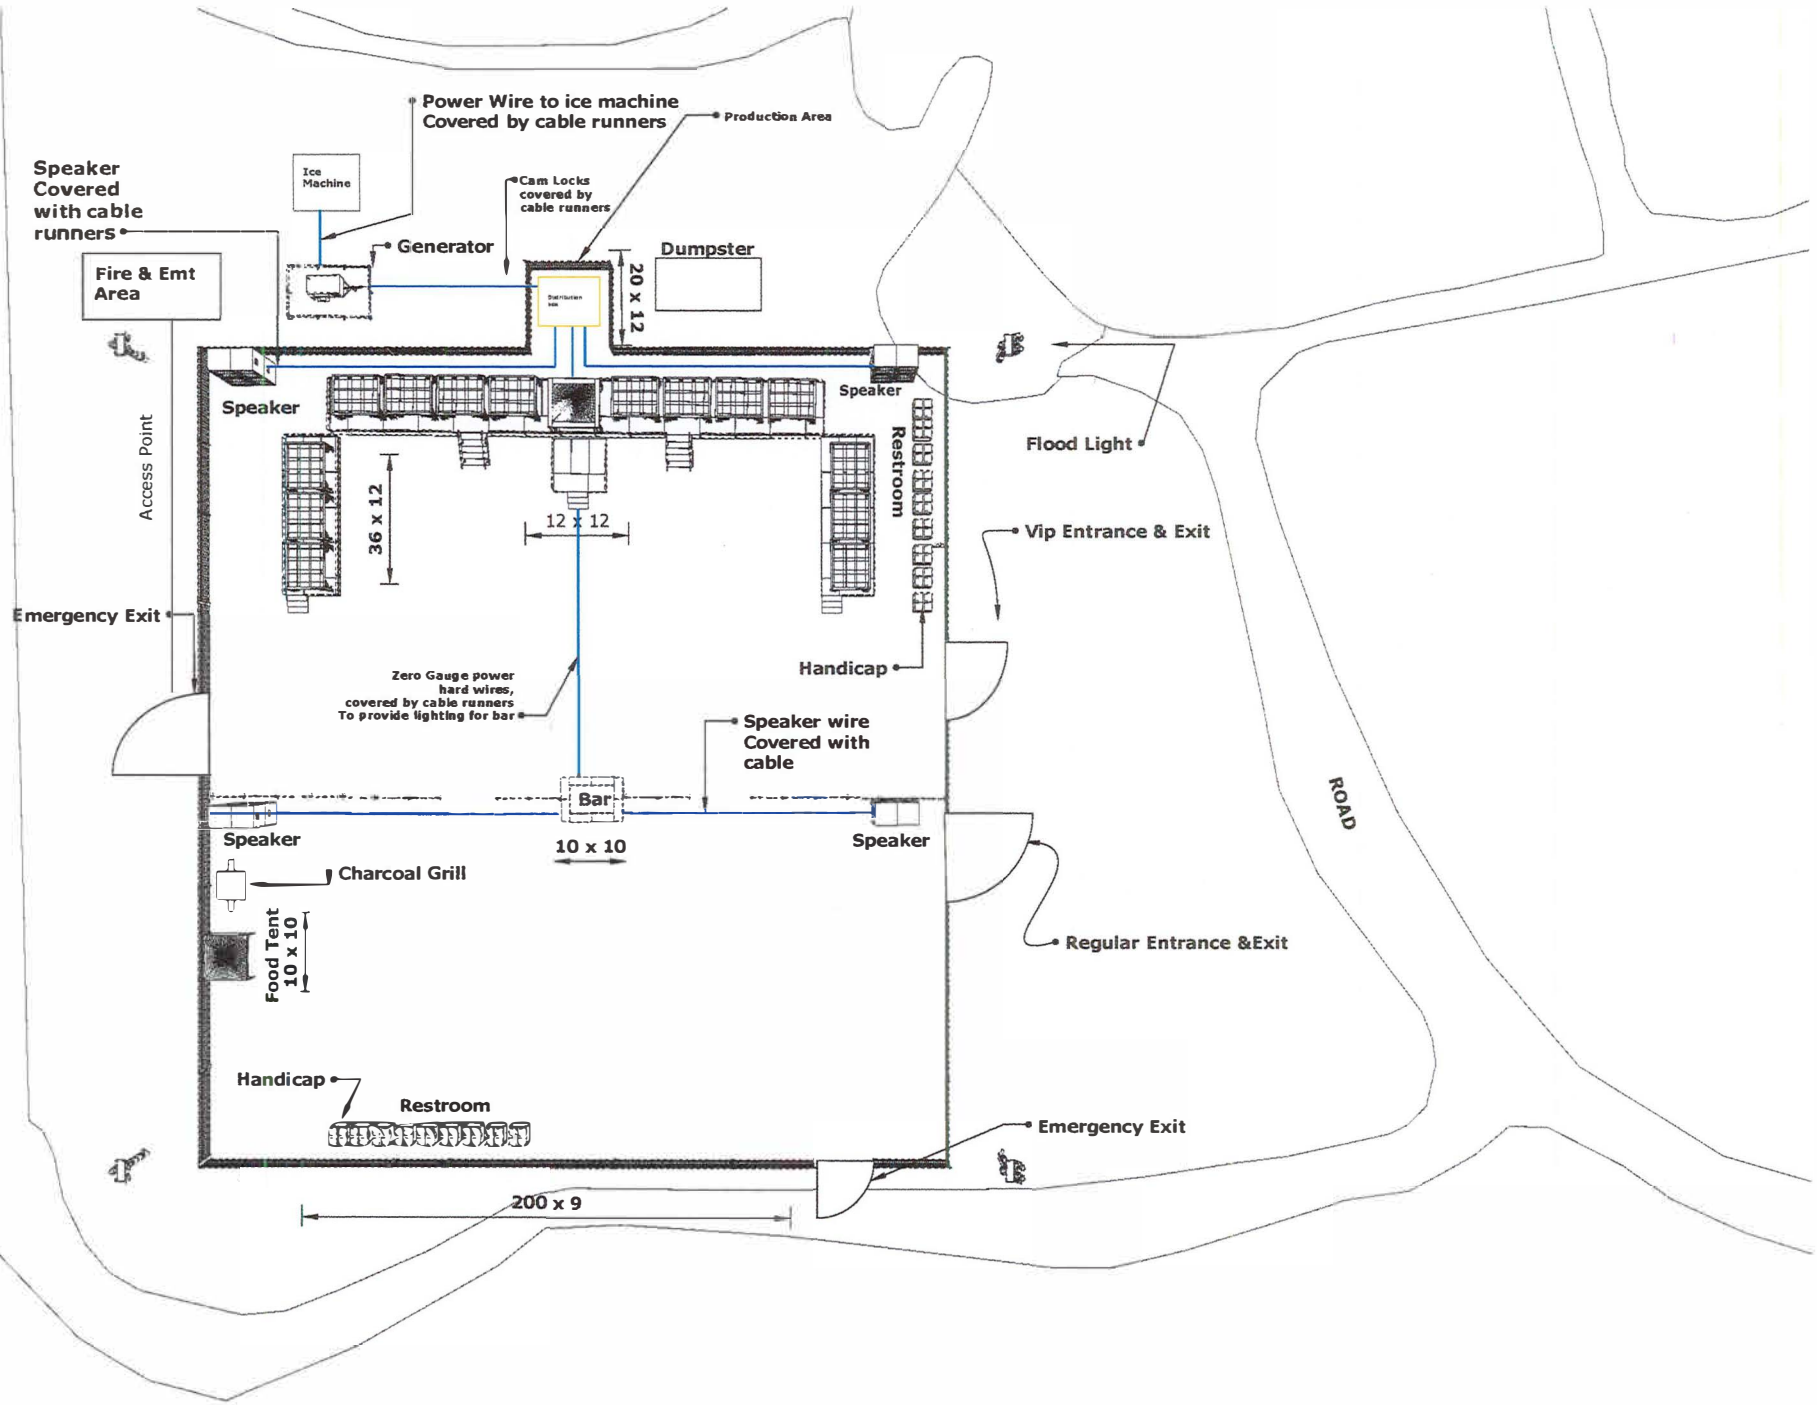 Power Wire to ice machine
Covered by cable runners
Production Area
Speaker
Covered
with cable
runners
Ice
Machine
Cam Locks
covered by
cable runners
Generator
Dumpster
Fire & Emt
Area
Distribution
box
20 x 12
Speaker
Speaker
Access Point
Restroom
Flood Light
36 x 12
12 x 12
Vip Entrance & Exit
Emergency Exit
Handicap
Zero Gauge power
hard wires,
covered by cable runners
To provide lighting for bar
Speaker wire
Covered with
cable
ROAD
Bar
Speaker
10 x 10
Speaker
Charcoal Grill
Food Tent
10 x 10
Regular Entrance &Exit
Handicap
Restroom
Emergency Exit
200 x 9